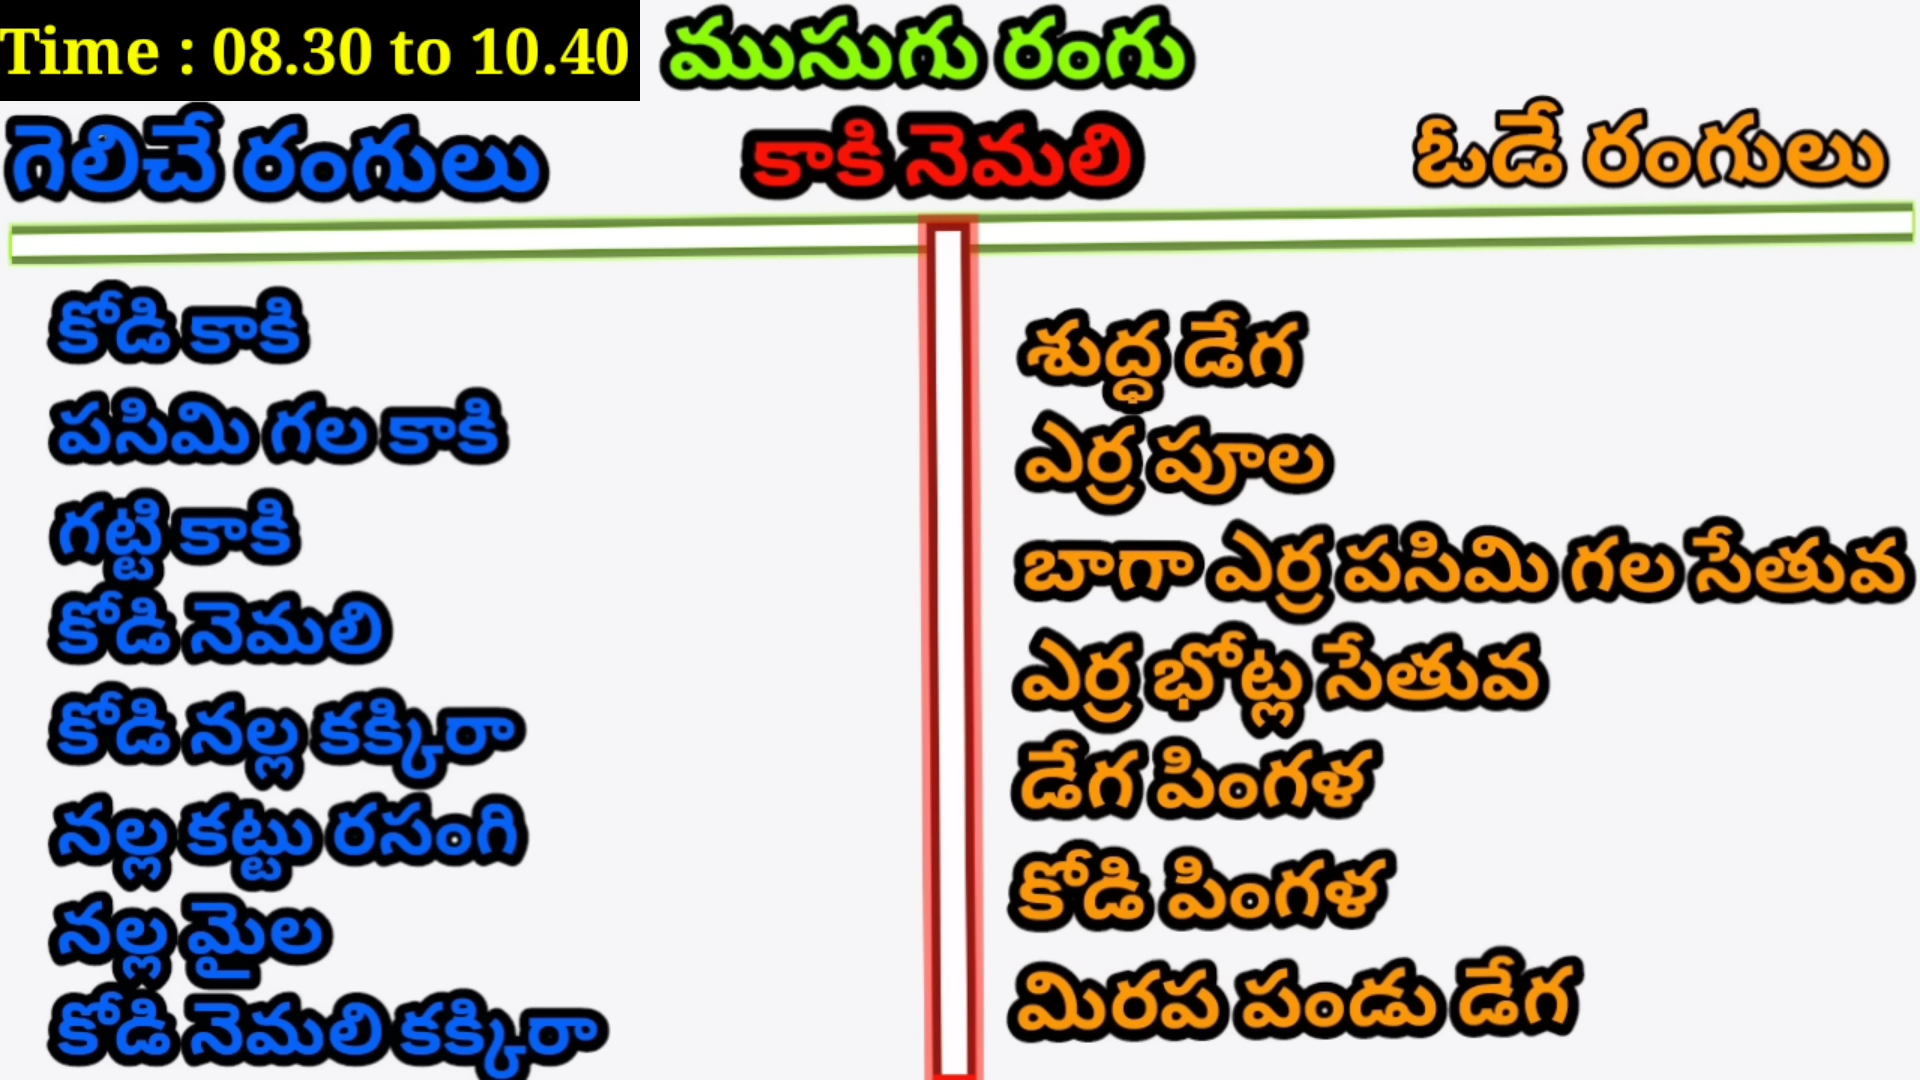 Time : 08.30 to 10.40
ముసుగు రంగు
గెలిచే రంగులు
కాకి నెమలి
ఓడే రంగులు
కోడి కాకి
పసిమి గల కాకి
గట్టి కాకి
కోడి నెమలి
కోడి నల్ల కక్కిరా
నల్ల కట్టు రసంగి
నల్ల మైల
కోడి నెమలి కక్కిరా
శుద్ధ డేగ
ఎర్ర పూల
బాగా ఎర్ర పసిమి గల సేతువ
ఎర్ర భోట్ల సేతువ
డేగ పింగళ
కోడి పింగళ
మిరప పండు డేగ